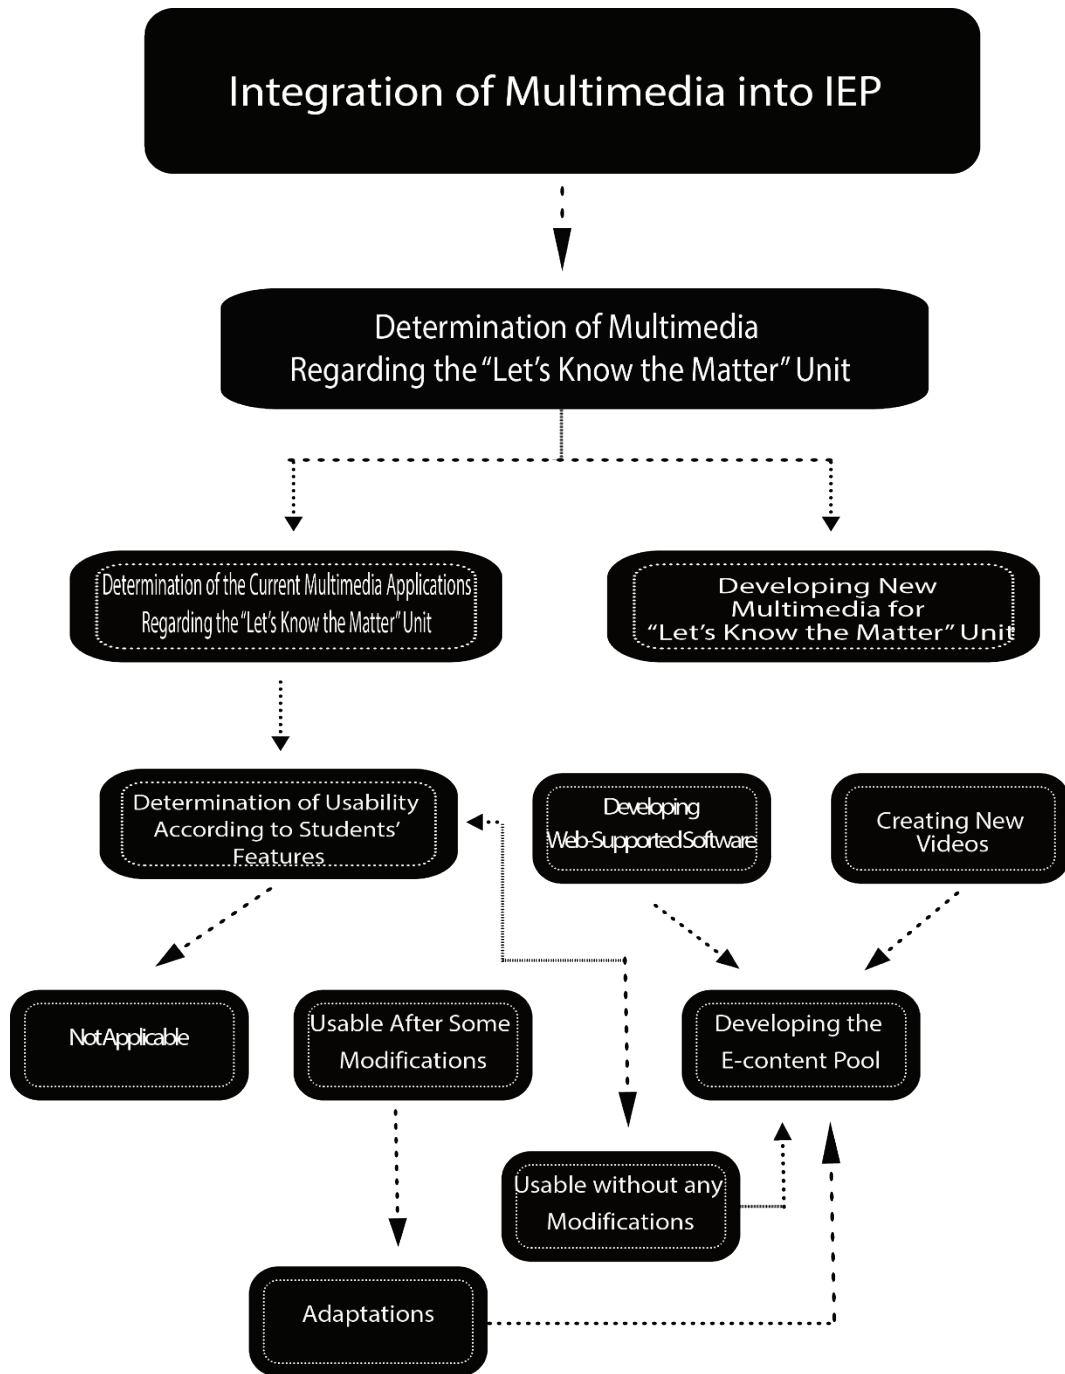 Integration of Multimedia into IEP
Determination of Multimedia
Regarding the “Let’s Know the Matter” Unit
Determination of the Current Multimedia Applications
Regarding the “Let’s Know the Matter” Unit
Developing New
Multimedia for
“Let’s Know the Matter” Unit
Determination of Usability
According to Students’
Features
Developing
Web-Supported Software
Creating New
Videos
Not Applicable
Usable After Some
Modifications
Developing the
E-content Pool
Usable without any
Modifications
Adaptations